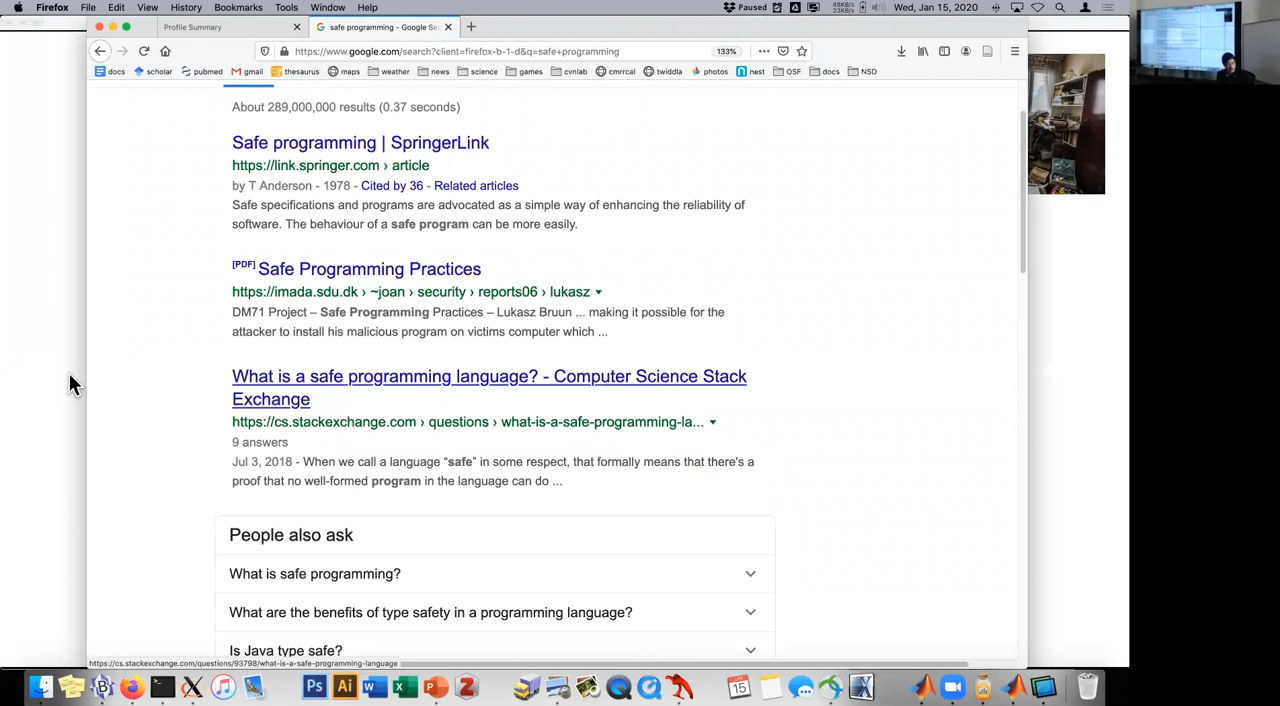 Firefox File Edit View History Bookmarks Tools Window Help
Paused 48KB/s 23KB/s Wed, Jan 15, 2020
Profile Summary
safe programming - Google Se
https://www.google.com/search?client=firefox-b-1-d&q=safe+programming 133%
docs scholar pubmed gmail thesaurus maps weather news science games cvnlab cmrrcal twiddla photos nest OSF docs NSD
About 289,000,000 results (0.37 seconds)
Safe programming | SpringerLink
https://link.springer.com › article
by T Anderson - 1978 - Cited by 36 - Related articles
Safe specifications and programs are advocated as a simple way of enhancing the reliability of
software. The behaviour of a safe program can be more easily.
[PDF] Safe Programming Practices
https://imada.sdu.dk › ~joan › security › reports06 › lukasz
DM71 Project – Safe Programming Practices – Lukasz Bruun ... making it possible for the
attacker to install his malicious program on victims computer which ...
What is a safe programming language? - Computer Science Stack
Exchange
https://cs.stackexchange.com › questions › what-is-a-safe-programming-la...
9 answers
Jul 3, 2018 - When we call a language “safe” in some respect, that formally means that there's a
proof that no well-formed program in the language can do ...
People also ask
What is safe programming?
What are the benefits of type safety in a programming language?
Is Java type safe?
https://cs.stackexchange.com/questions/93798/what-is-a-safe-programming-language
Ps Ai W X P Z 15 X